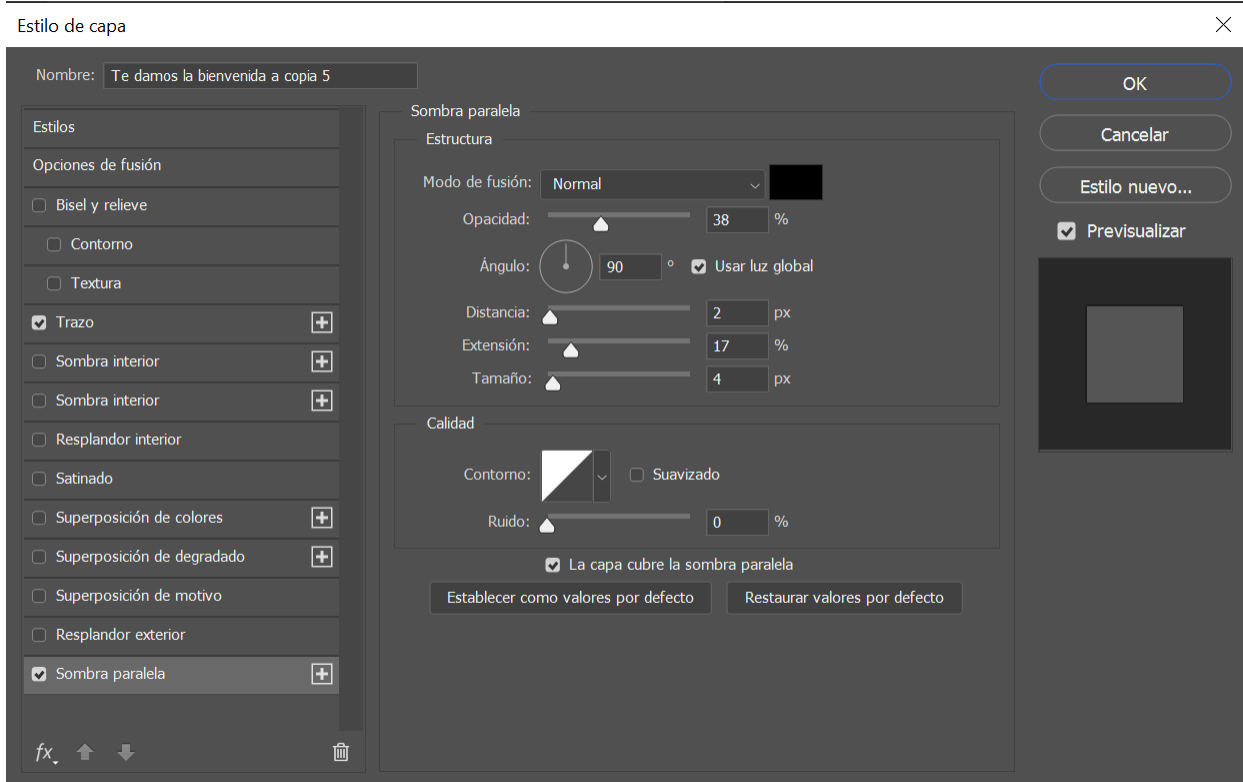 Estilo de capa
Nombre: Te damos la bienvenida a copia 5
Estilos
Opciones de fusión
Bisel y relieve
Contorno
Textura
Trazo
Sombra interior
Sombra interior
Resplandor interior
Satinado
Superposición de colores
Superposición de degradado
Superposición de motivo
Resplandor exterior
Sombra paralela
fx
Sombra paralela
Estructura
Modo de fusión: Normal
Opacidad: 38 %
Ángulo: 90 ° Usar luz global
Distancia: 2 px
Extensión: 17 %
Tamaño: 4 px
Calidad
Contorno: Suavizado
Ruido: 0 %
La capa cubre la sombra paralela
Establecer como valores por defecto Restaurar valores por defecto
OK
Cancelar
Estilo nuevo...
Previsualizar